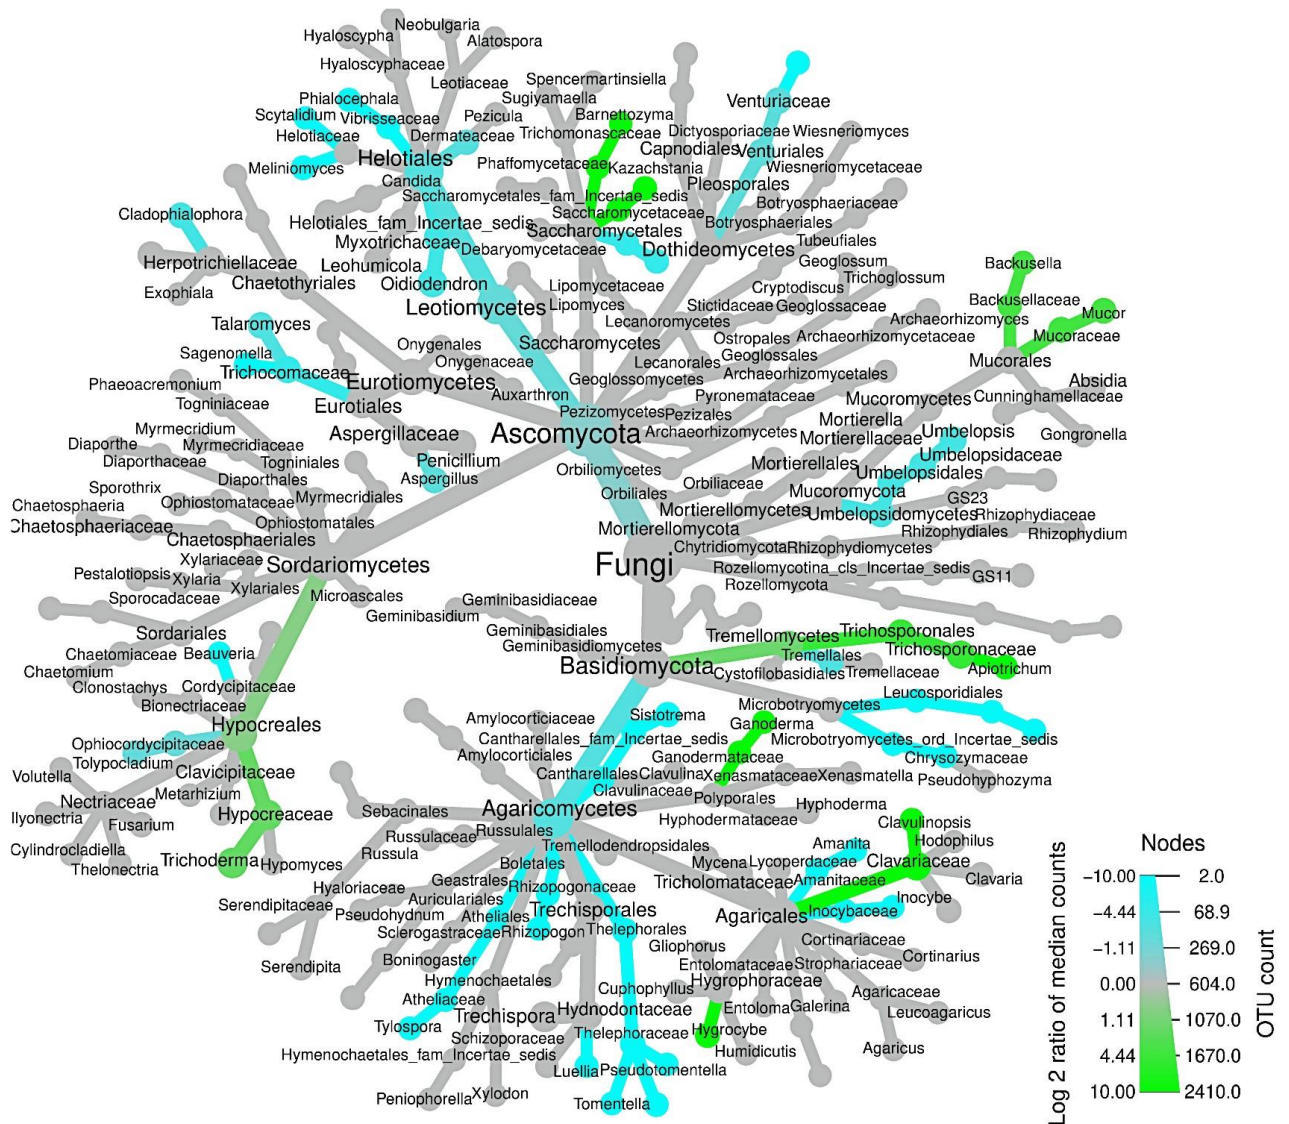 Neobulgaria
Hyaloscypha
Alatospora
Hyaloscyphaceae
Leotiaceae
Spencermartinsiella
Phialocephala
Sugiyamaella
Venturiaceae
Scytalidium
Vibrisseaceae
Pezicula
Barnettozyma
Helotiaceae
Dermateaceae
Trichomonascaceae
Dictyosporiaceae
Wiesneriomyces
Capnodiales
Venturiales
Helotiales
Phaffomycetaceae
Kazachstania
Meliniomyces
Wiesneriomycetaceae
Candida
Pleosporales
Saccharomycetales_fam_Incertae_sedis
Botryosphaeriaceae
Cladophialophora
Helotiales_fam_Incertae_sedis
Saccharomycetaceae
Botryosphaeriales
Saccharomycetales
Myxotrichaceae
Debaryomycetaceae
Dothideomycetes
Tubeufiales
Herpotrichiellaceae
Leohumicola
Geoglossum
Backusella
Chaetothyriales
Oidiodendron
Trichoglossum
Exophiala
Lipomycetaceae
Cryptodiscus
Leotiomycetes
Lipomyces
Stictidaceae
Geoglossaceae
Backusellaceae
Talaromyces
Lecanoromycetes
Archaeorhizomyces
Mucor
Onygenales
Saccharomycetes
Ostropales
Archaeorhizomycetaceae
Mucoraceae
Sagenomella
Onygenaceae
Lecanorales
Geoglossales
Mucorales
Trichocomaceae
Eurotiomycetes
Geoglossomycetes
Archaeorhizomycetales
Phaeoacremonium
Absidia
Togniniaceae
Eurotiales
Auxarthron
Pyronemataceae
Mucoromycetes
Cunninghamellaceae
Pezizomycetes
Pezizales
Mortierella
Myrmecridium
Aspergillaceae
Ascomycota
Archaeorhizomycetes
Mortierellaceae
Umbelopsis
Gongronella
Diaporthe
Myrmecridiaceae
Umbelopsidaceae
Diaporthaceae
Togniniales
Penicillium
Orbiliomycetes
Mortierellales
Umbelopsidales
Diaporthales
Aspergillus
Orbiliaceae
Sporothrix
Orbiliales
Mucoromycota
Ophiostomataceae
Myrmecridiales
GS23
Chaetosphaeria
Mortierellomycetes
Umbelopsidomycetes
Rhizophydiaceae
Chaetosphaeriaceae
Ophiostomatales
Mortierellomycota
Rhizophydiales
Rhizophydium
Chaetosphaeriales
Chytridiomycota
Rhizophydiomycetes
Xylariaceae
Sordariomycetes
Fungi
Rozellomycotina_cls_Incertae_sedis
GS11
Pestalotiopsis
Xylaria
Rozellomycota
Xylariales
Microascales
Sporocadaceae
Geminibasidiaceae
Geminibasidium
Sordariales
Geminibasidiales
Tremellomycetes
Trichosporonales
Chaetomiaceae
Beauveria
Geminibasidiomycetes
Tremellales
Trichosporonaceae
Chaetomium
Basidiomycota
Cystofilobasidiales
Tremellaceae
Apiotrichum
Clonostachys
Cordycipitaceae
Leucosporidiales
Bionectriaceae
Microbotryomycetes
Hypocreales
Amylocorticiaceae
Sistotrema
Ganoderma
Ophiocordycipitaceae
Cantharellales_fam_Incertae_sedis
Microbotryomycetes_ord_Incertae_sedis
Tolypocladium
Amylocorticiales
Ganodermataceae
Chrysozymaceae
Volutella
Clavicipitaceae
Cantharellales
Clavulina
Xenasmataceae
Xenasmatella
Pseudohyphozyma
Metarhizium
Clavulinaceae
Nectriaceae
Polyporales
Ilyonectria
Hypocreaceae
Sebacinales
Agaricomycetes
Hyphoderma
Fusarium
Hyphodermataceae
Clavulinopsis
Russulaceae
Russulales
Cylindrocladiella
Russula
Tremellodendropsidales
Amanita
Hodophilus
Thelonectria
Trichoderma
Hypomyces
Boletales
Mycena
Lycoperdaceae
Clavariaceae
Hyaloriaceae
Geastrales
Rhizopogonaceae
Tricholomataceae
Amanitaceae
Clavaria
Serendipitaceae
Auriculariales
Inocybe
Pseudohydnum
Atheliales
Trechisporales
Agaricales
Inocybaceae
Sclerogastraceae
Rhizopogon
Thelephorales
Gliophorus
Cortinariaceae
Boninogaster
Entolomataceae
Strophariaceae
Cortinarius
Serendipita
Hymenochaetales
Cuphophyllus
Hygrophoraceae
Atheliaceae
Agaricaceae
Trechispora
Hydnodontaceae
Entoloma
Galerina
Leucoagaricus
Tylospora
Schizoporaceae
Thelephoraceae
Hygrocybe
Hymenochaetales_fam_Incertae_sedis
Humidicutis
Agaricus
Luellia
Pseudotomentella
Peniophorella
Xylodon
Tomentella
Nodes
−10.00 2.0
−4.44 68.9
−1.11 269.0
0.00 604.0
1.11 1070.0
4.44 1670.0
10.00 2410.0
Log 2 ratio of median counts
OTU count